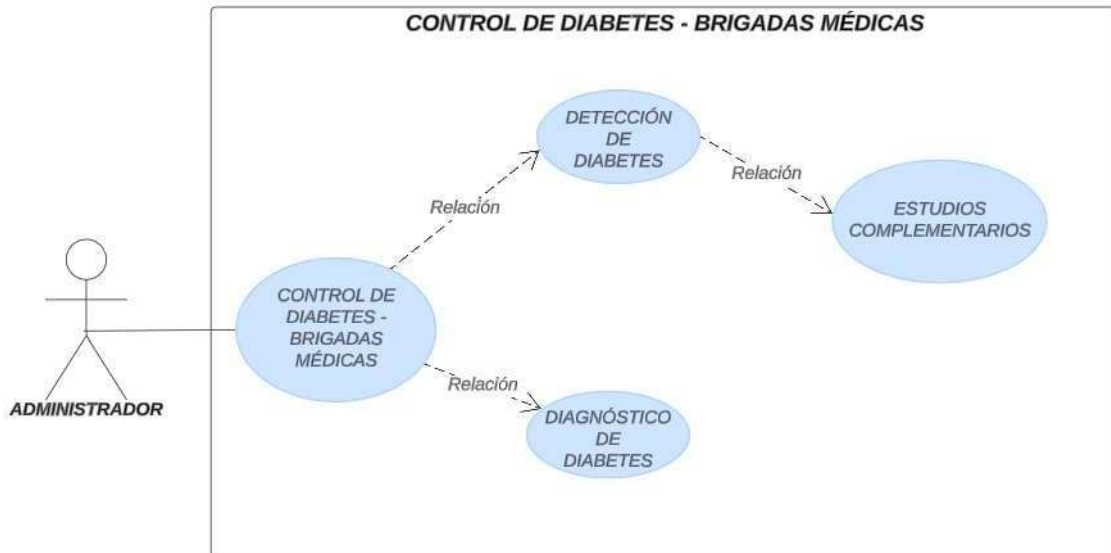 CONTROL DE DIABETES - BRIGADAS MÉDICAS
DETECCIÓN
DE
DIABETES
Relación
Relación
ESTUDIOS
COMPLEMENTARIOS
CONTROL DE
DIABETES -
BRIGADAS
MÉDICAS
Relación
ADMINISTRADOR
DIAGNÓSTICO
DE
DIABETES